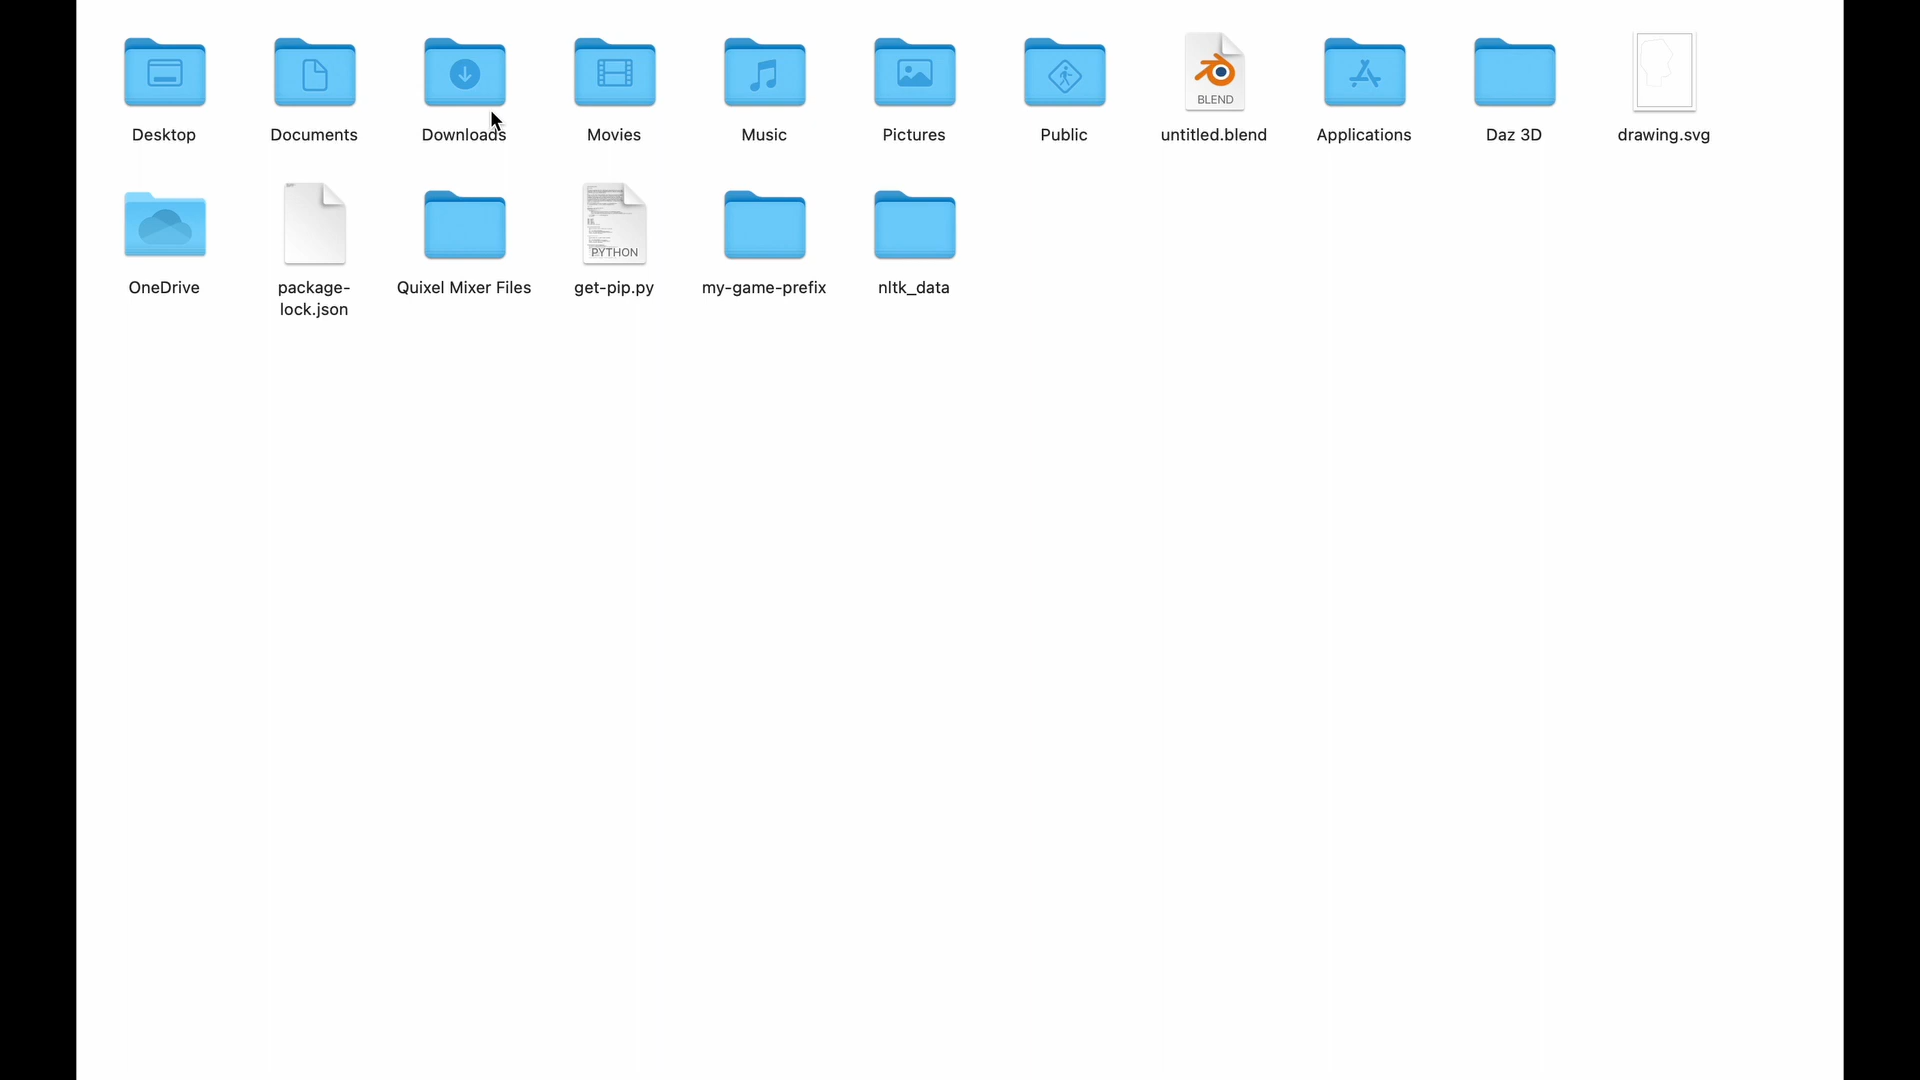 Desktop
Documents
Downloads
Movies
Music
Pictures
Public
BLEND
untitled.blend
Applications
Daz 3D
drawing.svg
OneDrive
package-
lock.json
Quixel Mixer Files
PYTHON
get-pip.py
my-game-prefix
nltk_data